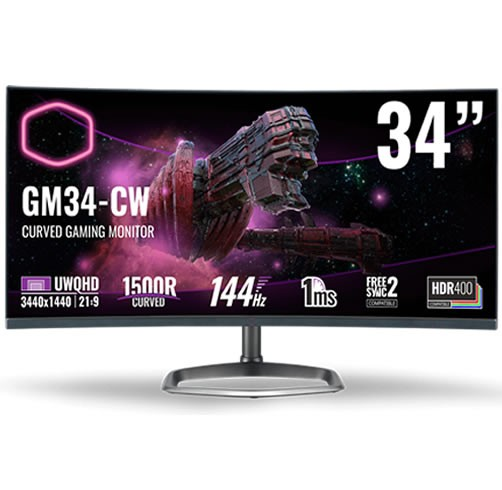 34”
GM34-CW
CURVED GAMING MONITOR
UWQHD
3440x1440 | 21:9
1500R
CURVED
144Hz
1ms
FREE
SYNC 2
COMPATIBLE
HDR400
COMPATIBLE